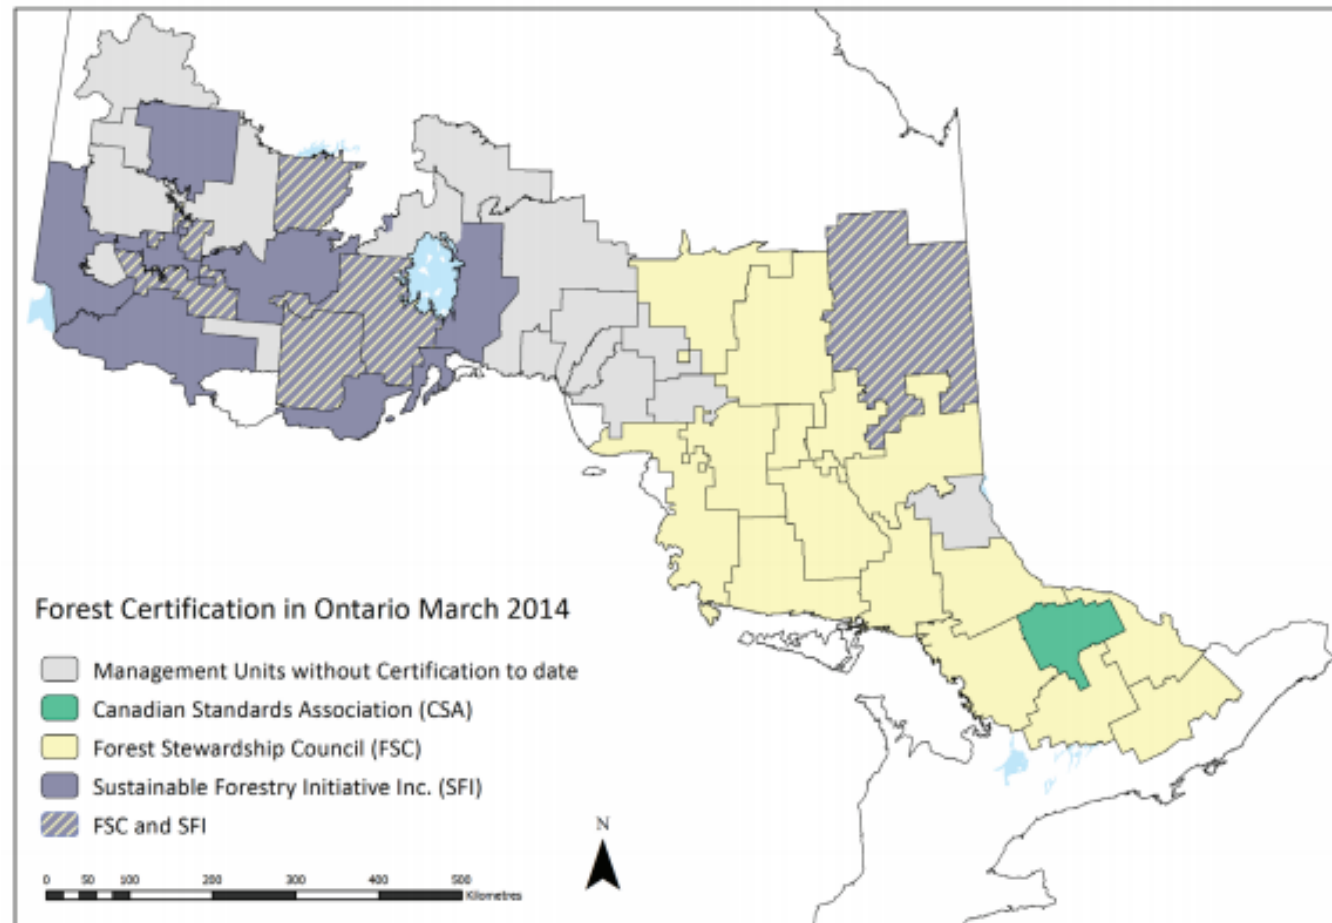 Forest Certification in Ontario March 2014
Management Units without Certification to date
Canadian Standards Association (CSA)
Forest Stewardship Council (FSC)
Sustainable Forestry Initiative Inc. (SFI)
FSC and SFI
N
0 50 100 200 300 400 500
Kilometres